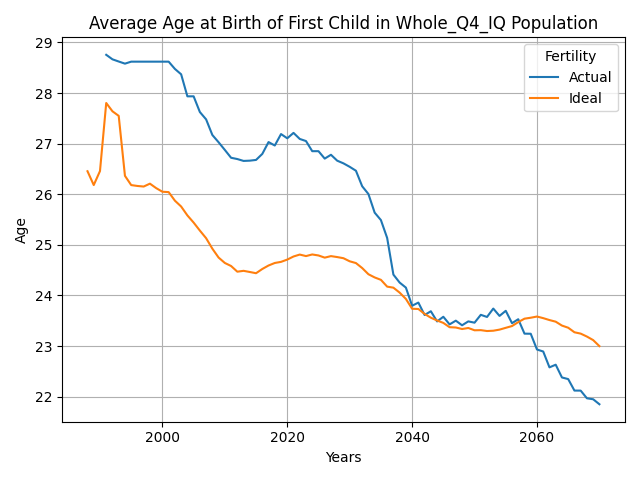 Average Age at Birth of First Child in Whole_Q4_IQ Population
Fertility
Actual
Ideal
Age
29
28
27
26
25
24
23
22
2000 2020 2040 2060
Years